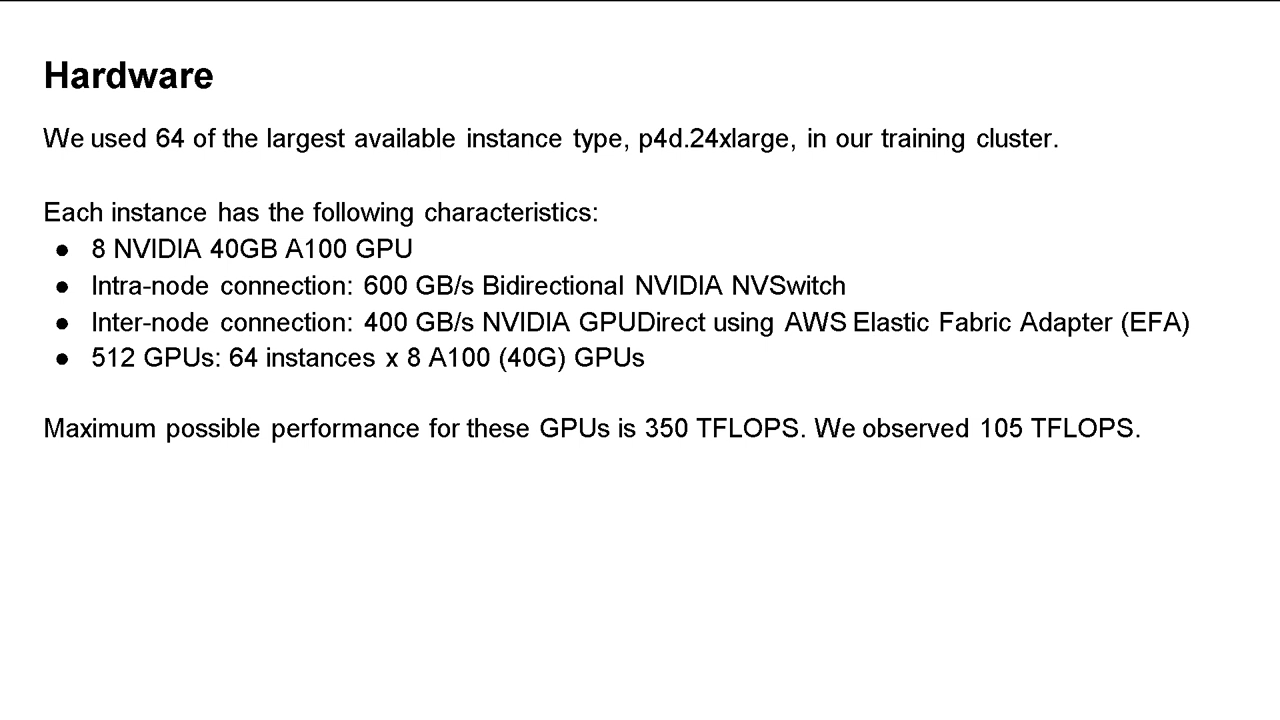 Hardware
We used 64 of the largest available instance type, p4d.24xlarge, in our training cluster.
Each instance has the following characteristics:
● 8 NVIDIA 40GB A100 GPU
● Intra-node connection: 600 GB/s Bidirectional NVIDIA NVSwitch
● Inter-node connection: 400 GB/s NVIDIA GPUDirect using AWS Elastic Fabric Adapter (EFA)
● 512 GPUs: 64 instances x 8 A100 (40G) GPUs
Maximum possible performance for these GPUs is 350 TFLOPS. We observed 105 TFLOPS.